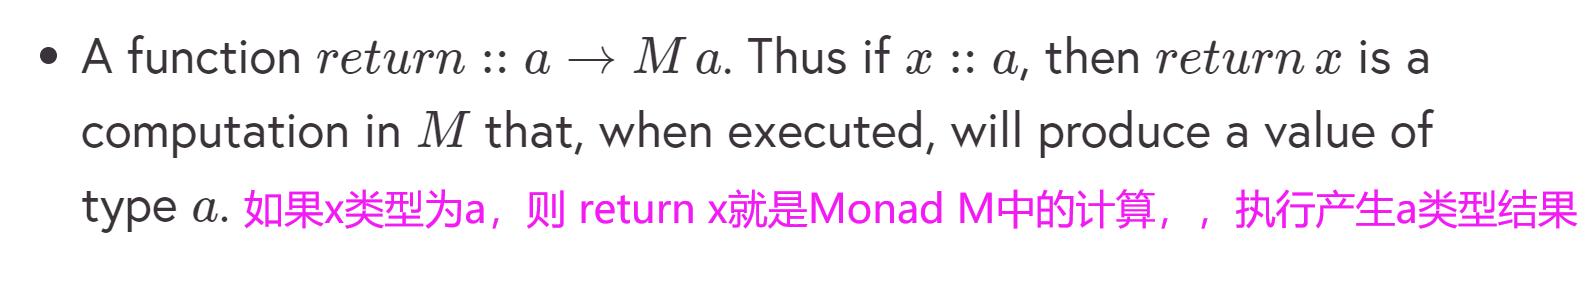 • A function return :: a → M a. Thus if x :: a, then return x is a
computation in M that, when executed, will produce a value of
type a. 如果x类型为a，则 return x就是Monad M中的计算，，执行产生a类型结果